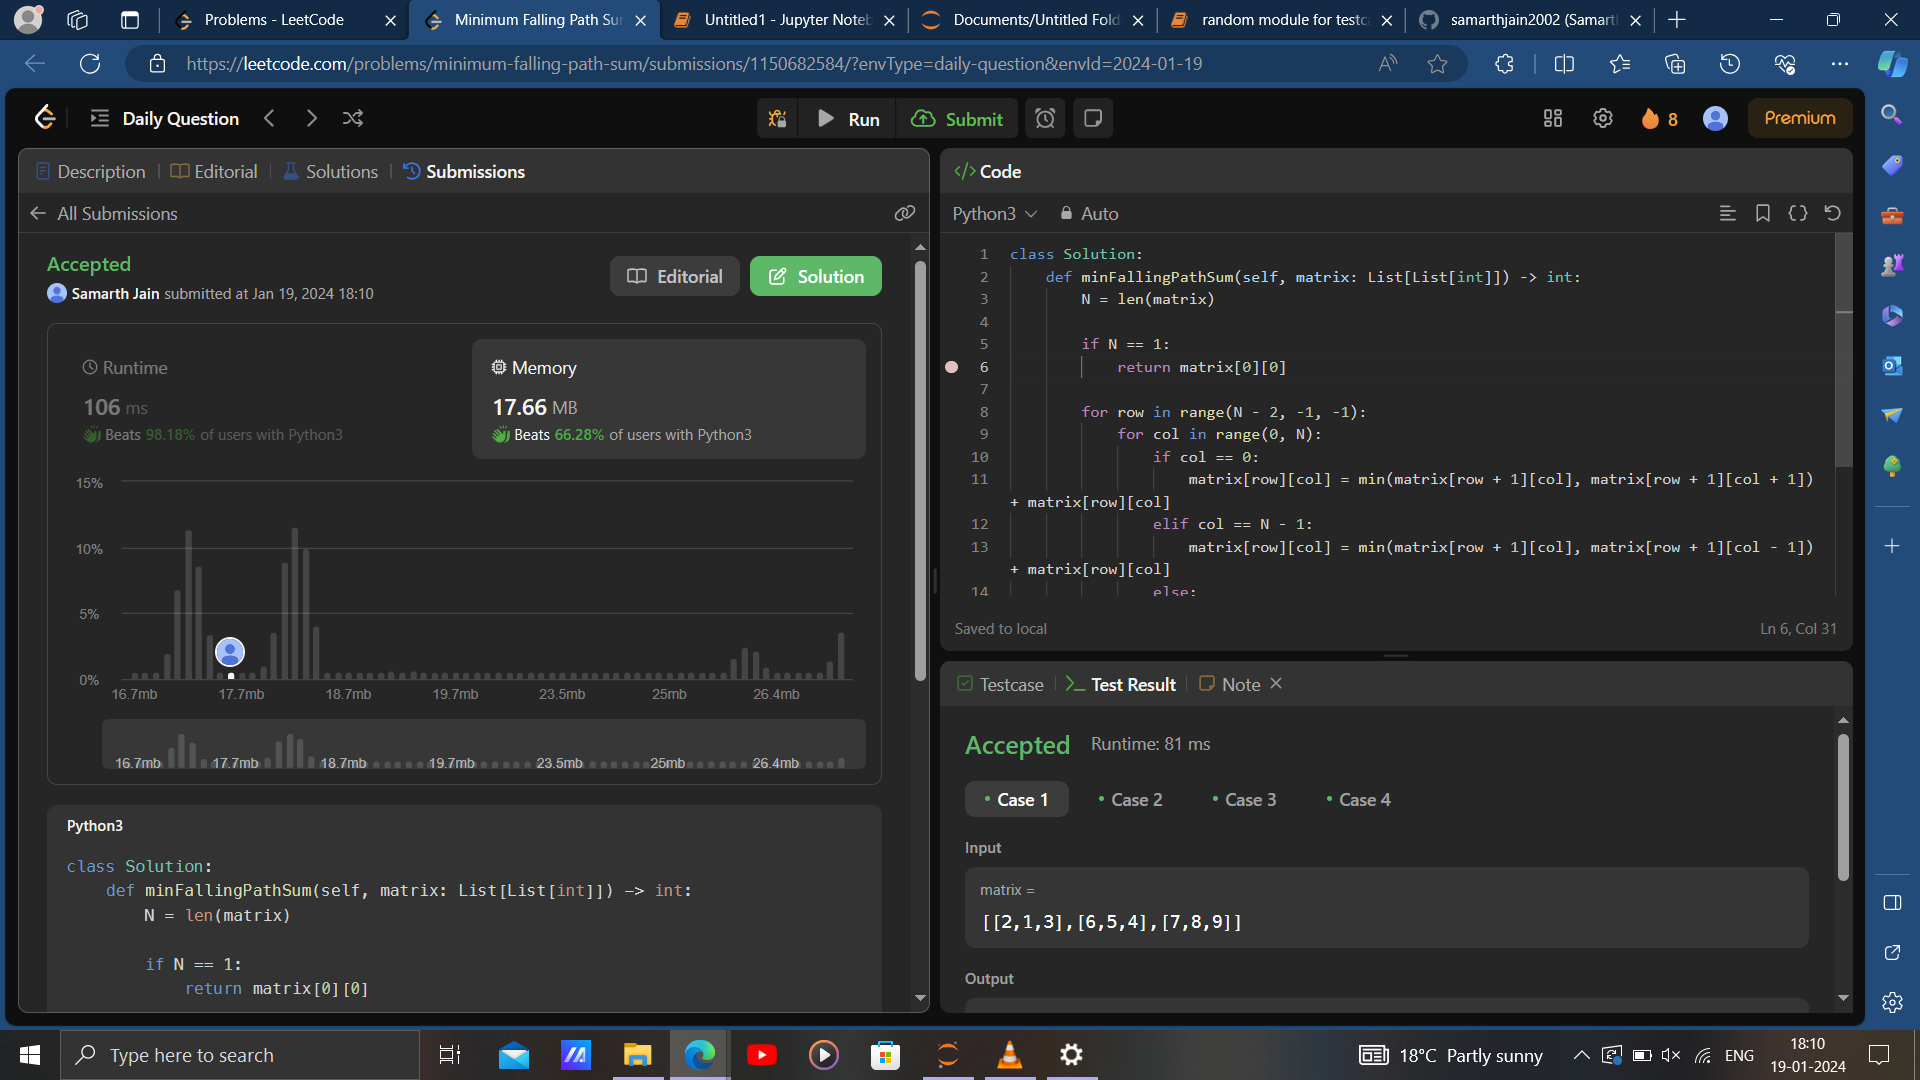 Problems - LeetCode
Minimum Falling Path Sur
Untitled1 - Jupyter Noteb
Documents/Untitled Fold
random module for testc
samarthjain2002 (Samart
https://leetcode.com/problems/minimum-falling-path-sum/submissions/1150682584/?envType=daily-question&envId=2024-01-19
Daily Question
Run
Submit
8
Premium
Description
Editorial
Solutions
Submissions
All Submissions
Accepted
Samarth Jain submitted at Jan 19, 2024 18:10
Editorial
Solution
Runtime
106 ms
Beats 98.18% of users with Python3
Memory
17.66 MB
Beats 66.28% of users with Python3
15%
10%
5%
0%
16.7mb 17.7mb 18.7mb 19.7mb 23.5mb 25mb 26.4mb
16.7mb 17.7mb 18.7mb 19.7mb 23.5mb 25mb 26.4mb
Python3
class Solution:
def minFallingPathSum(self, matrix: List[List[int]]) -> int:
N = len(matrix)
if N == 1:
return matrix[0][0]
Code
Python3
Auto
1 class Solution:
2 def minFallingPathSum(self, matrix: List[List[int]]) -> int:
3 N = len(matrix)
4
5 if N == 1:
6 return matrix[0][0]
7
8 for row in range(N - 2, -1, -1):
9 for col in range(0, N):
10 if col == 0:
11 matrix[row][col] = min(matrix[row + 1][col], matrix[row + 1][col + 1])
+ matrix[row][col]
12 elif col == N - 1:
13 matrix[row][col] = min(matrix[row + 1][col], matrix[row + 1][col - 1])
+ matrix[row][col]
14 else:
Saved to local
Ln 6, Col 31
Testcase
Test Result
Note
Accepted Runtime: 81 ms
Case 1
Case 2
Case 3
Case 4
Input
matrix =
[[2,1,3],[6,5,4],[7,8,9]]
Output
Type here to search
18°C Partly sunny
ENG
18:10
19-01-2024